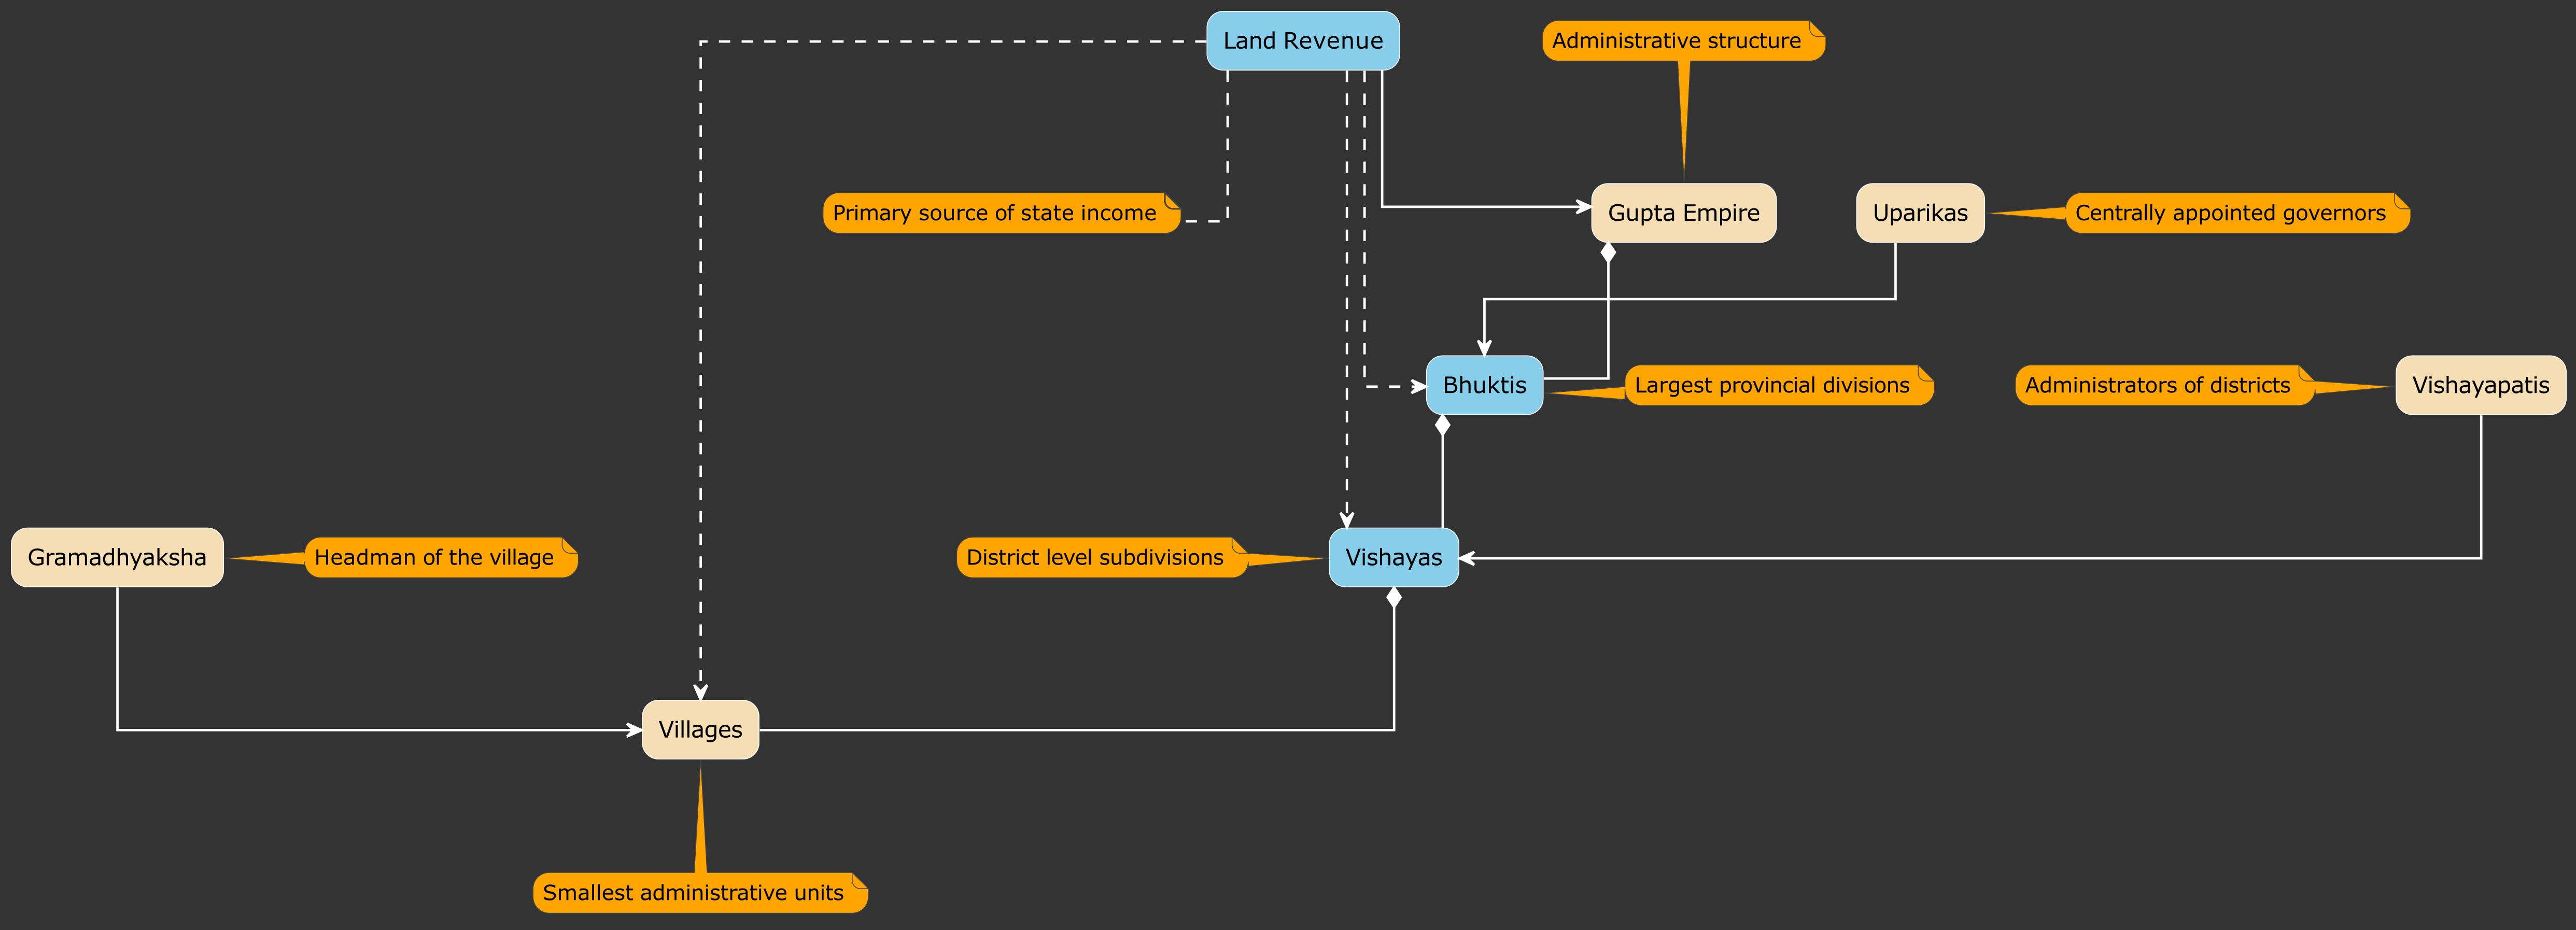 Land Revenue
Administrative structure
Primary source of state income
Gupta Empire
Uparikas
Centrally appointed governors
Bhuktis
Largest provincial divisions
Administrators of districts
Vishayapatis
Gramadhyaksha
Headman of the village
District level subdivisions
Vishayas
Villages
Smallest administrative units